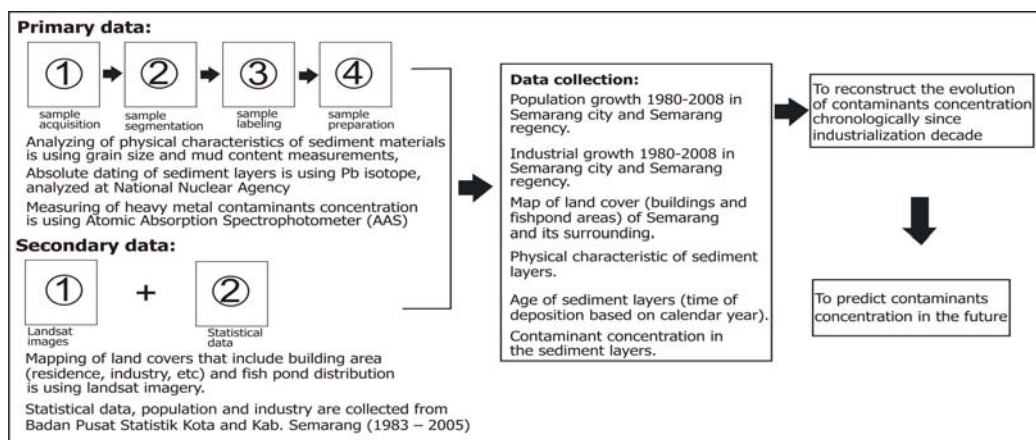 Primary data:
1 2 3 4
sample acquisition
sample segmentation
sample labeling
sample preparation
Analyzing of physical characteristics of sediment materials
is using grain size and mud content measurements,
Absolute dating of sediment layers is using Pb isotope,
analyzed at National Nuclear Agency
Measuring of heavy metal contaminants concentration
is using Atomic Absorption Spectrophotometer (AAS)
Secondary data:
1 + 2
Landsat images
Statistical data
Mapping of land covers that include building area
(residence, industry, etc) and fish pond distribution
is using landsat imagery.
Statistical data, population and industry are collected from
Badan Pusat Statistik Kota and Kab. Semarang (1983 – 2005)
Data collection:
Population growth 1980-2008 in
Semarang city and Semarang
regency.
Industrial growth 1980-2008 in
Semarang city and Semarang
regency.
Map of land cover (buildings and
fishpond areas) of Semarang
and its surrounding.
Physical characteristic of sediment
layers.
Age of sediment layers (time of
deposition based on calendar year).
Contaminant concentration in
the sediment layers.
To reconstruct the evolution
of contaminants concentration
chronologically since
industrialization decade
To predict contaminants
concentration in the future